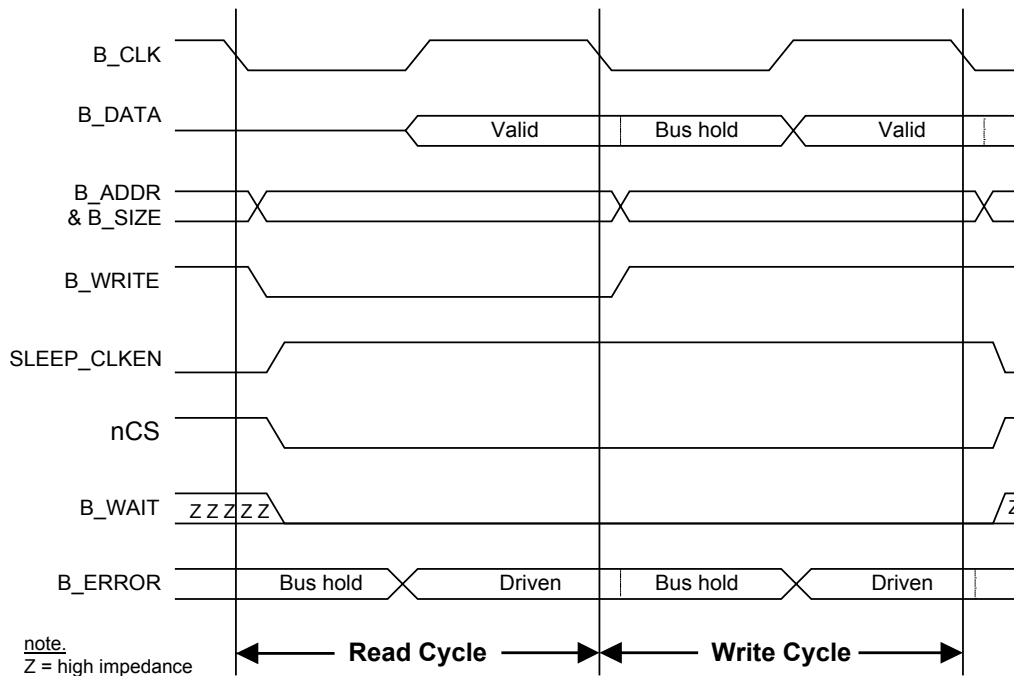 B_CLK
B_DATA
Valid Bus hold Valid
B_ADDR
& B_SIZE
B_WRITE
SLEEP_CLKEN
nCS
B_WAIT
Z Z Z Z Z Z
B_ERROR
Bus hold Driven Bus hold Driven
note.
Z = high impedance
Read Cycle Write Cycle